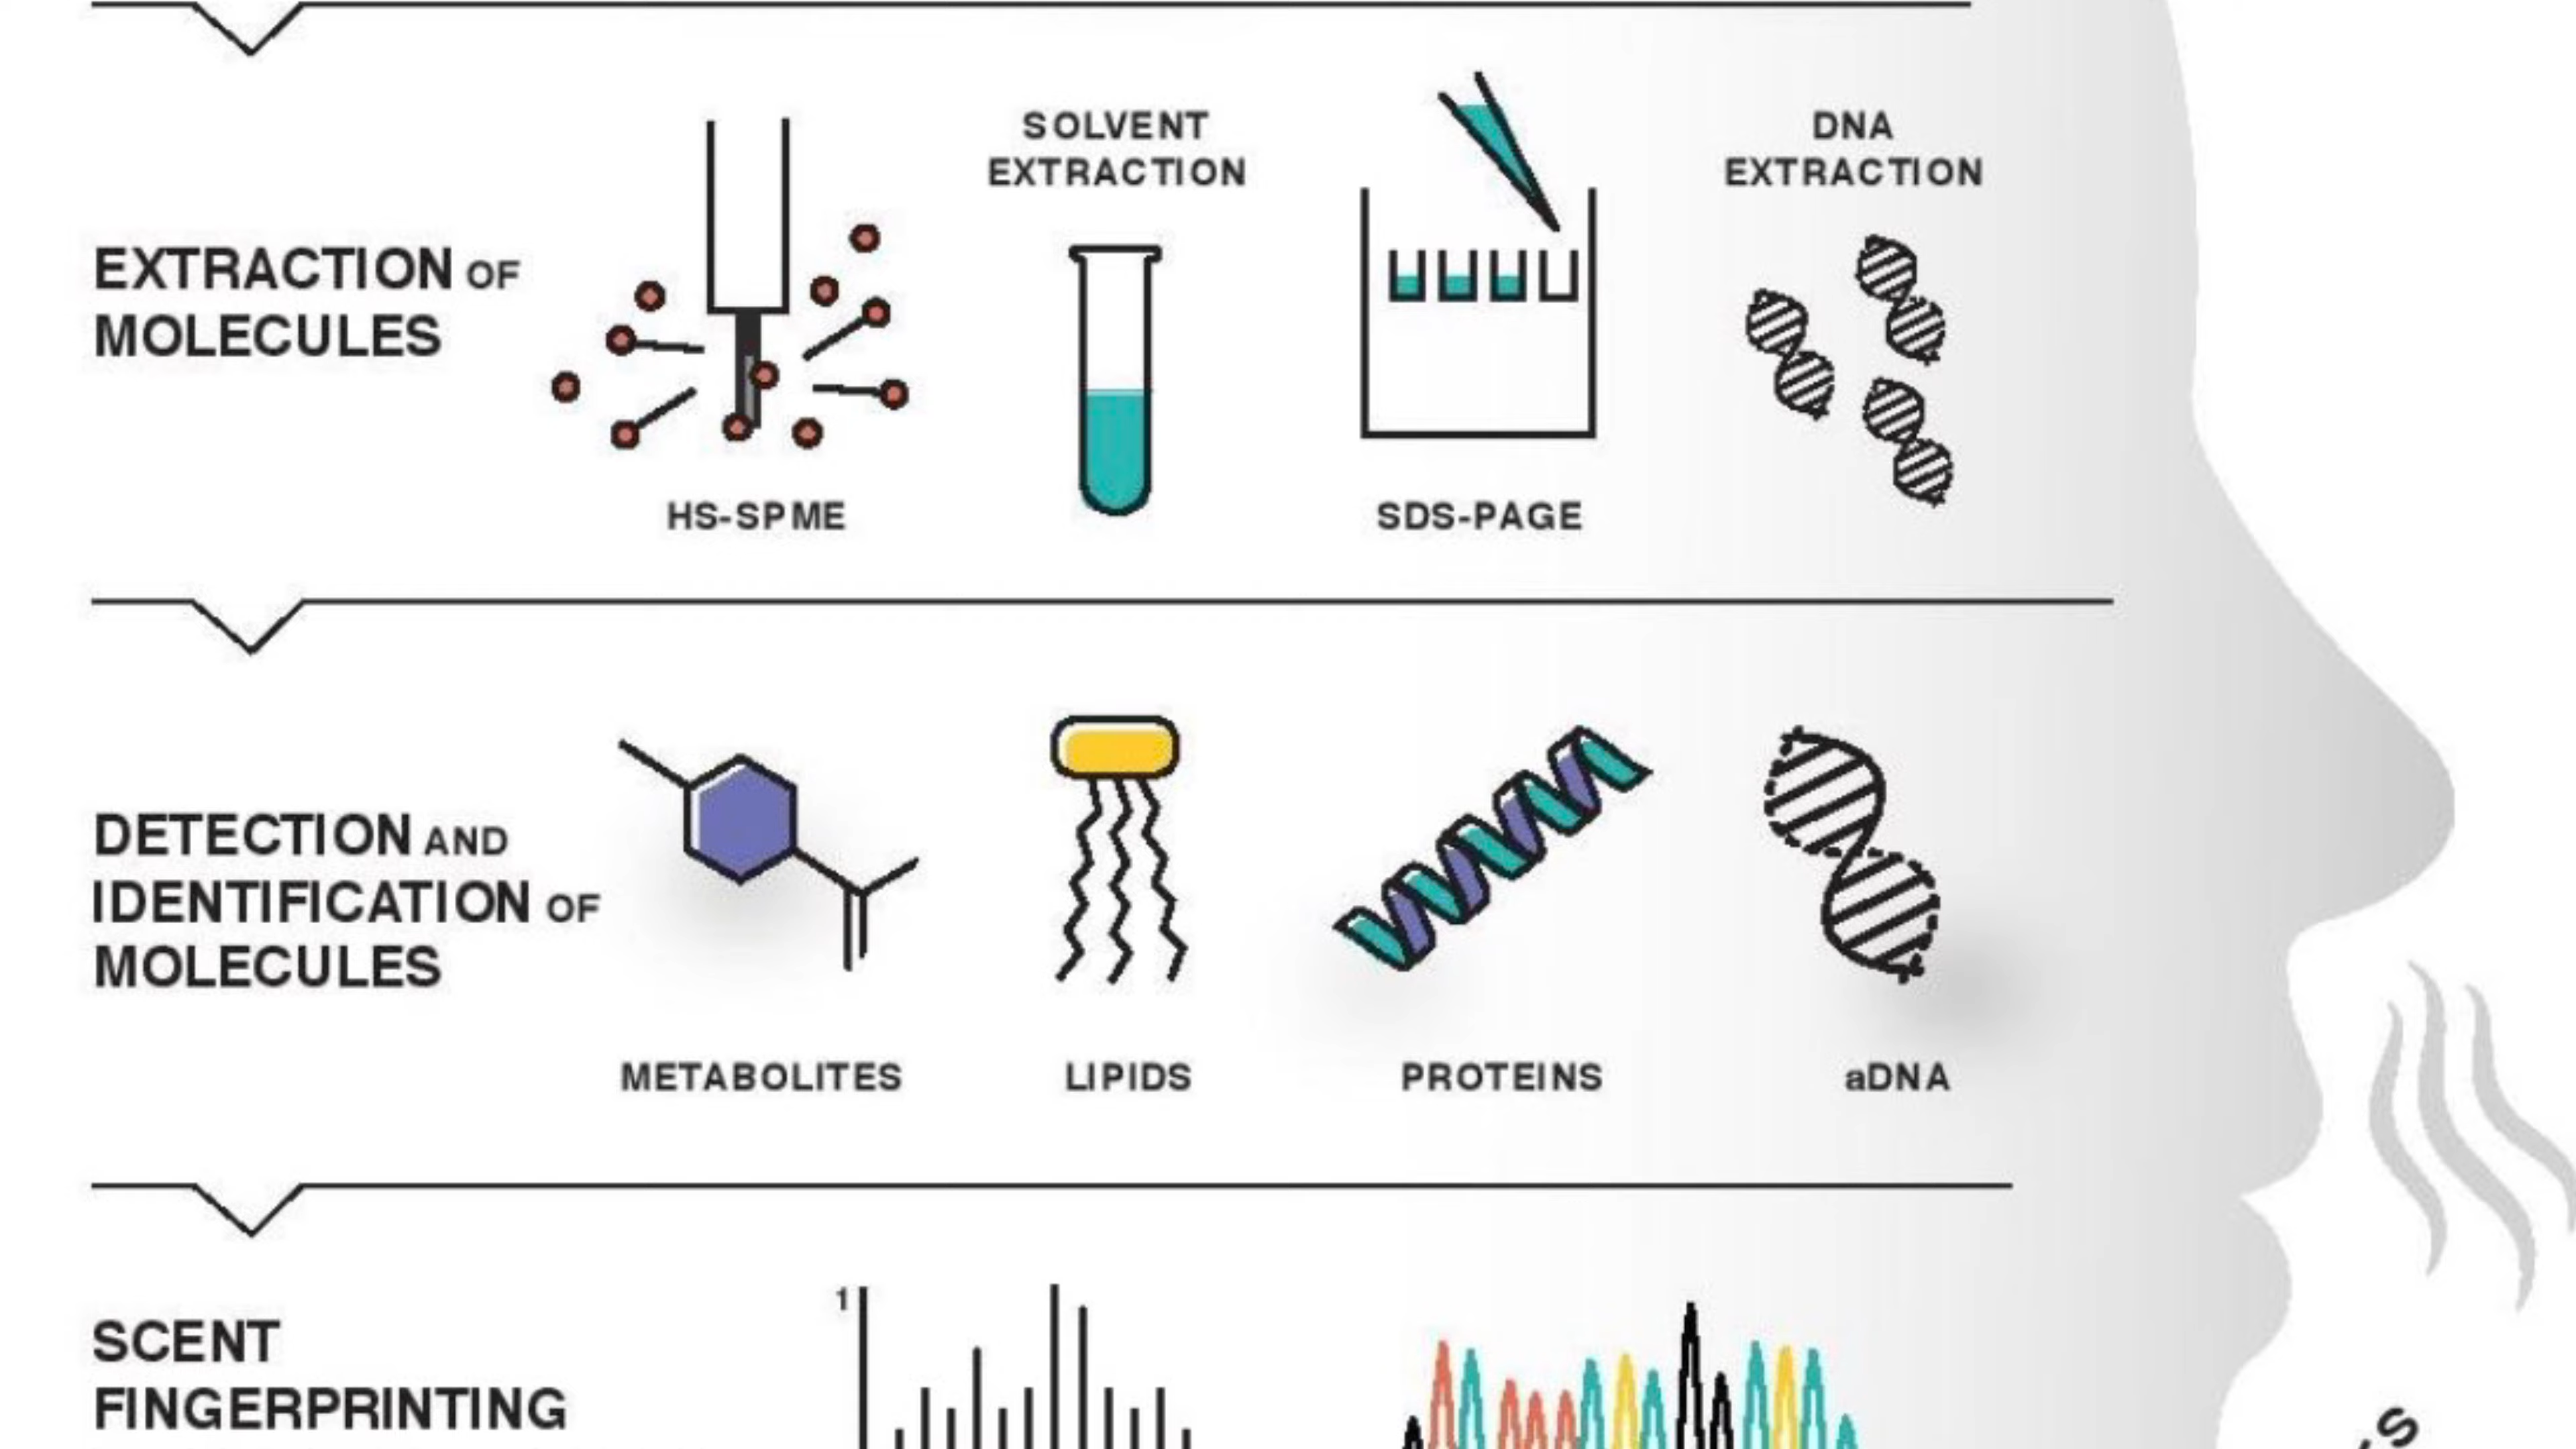 SOLVENT
EXTRACTION
DNA
EXTRACTION
EXTRACTION OF
MOLECULES
HS-SPME
SDS-PAGE
DETECTION AND
IDENTIFICATION OF
MOLECULES
METABOLITES
LIPIDS
PROTEINS
aDNA
1
SCENT
FINGERPRINTING